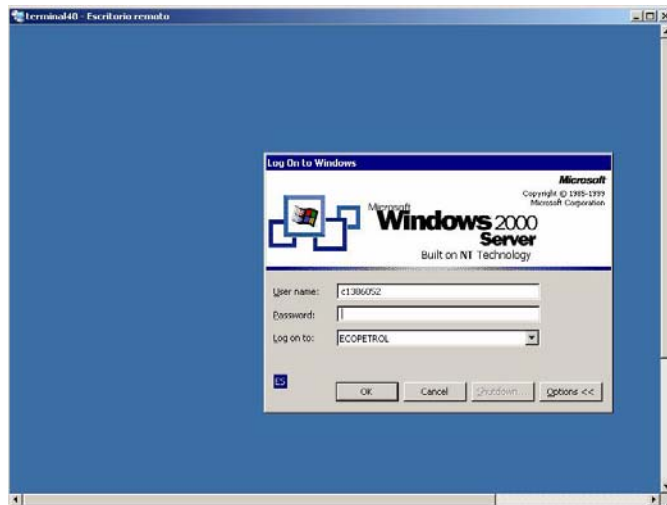 terminal40 - Escritorio remoto
Log On to Windows
Microsoft
Copyright © 1985-1999
Microsoft Corporation
Microsoft
Windows 2000
Server
Built on NT Technology
User name: c1306052
Password:
Log on to: ECOPETROL
ES
OK Cancel Shutdown... Options <<